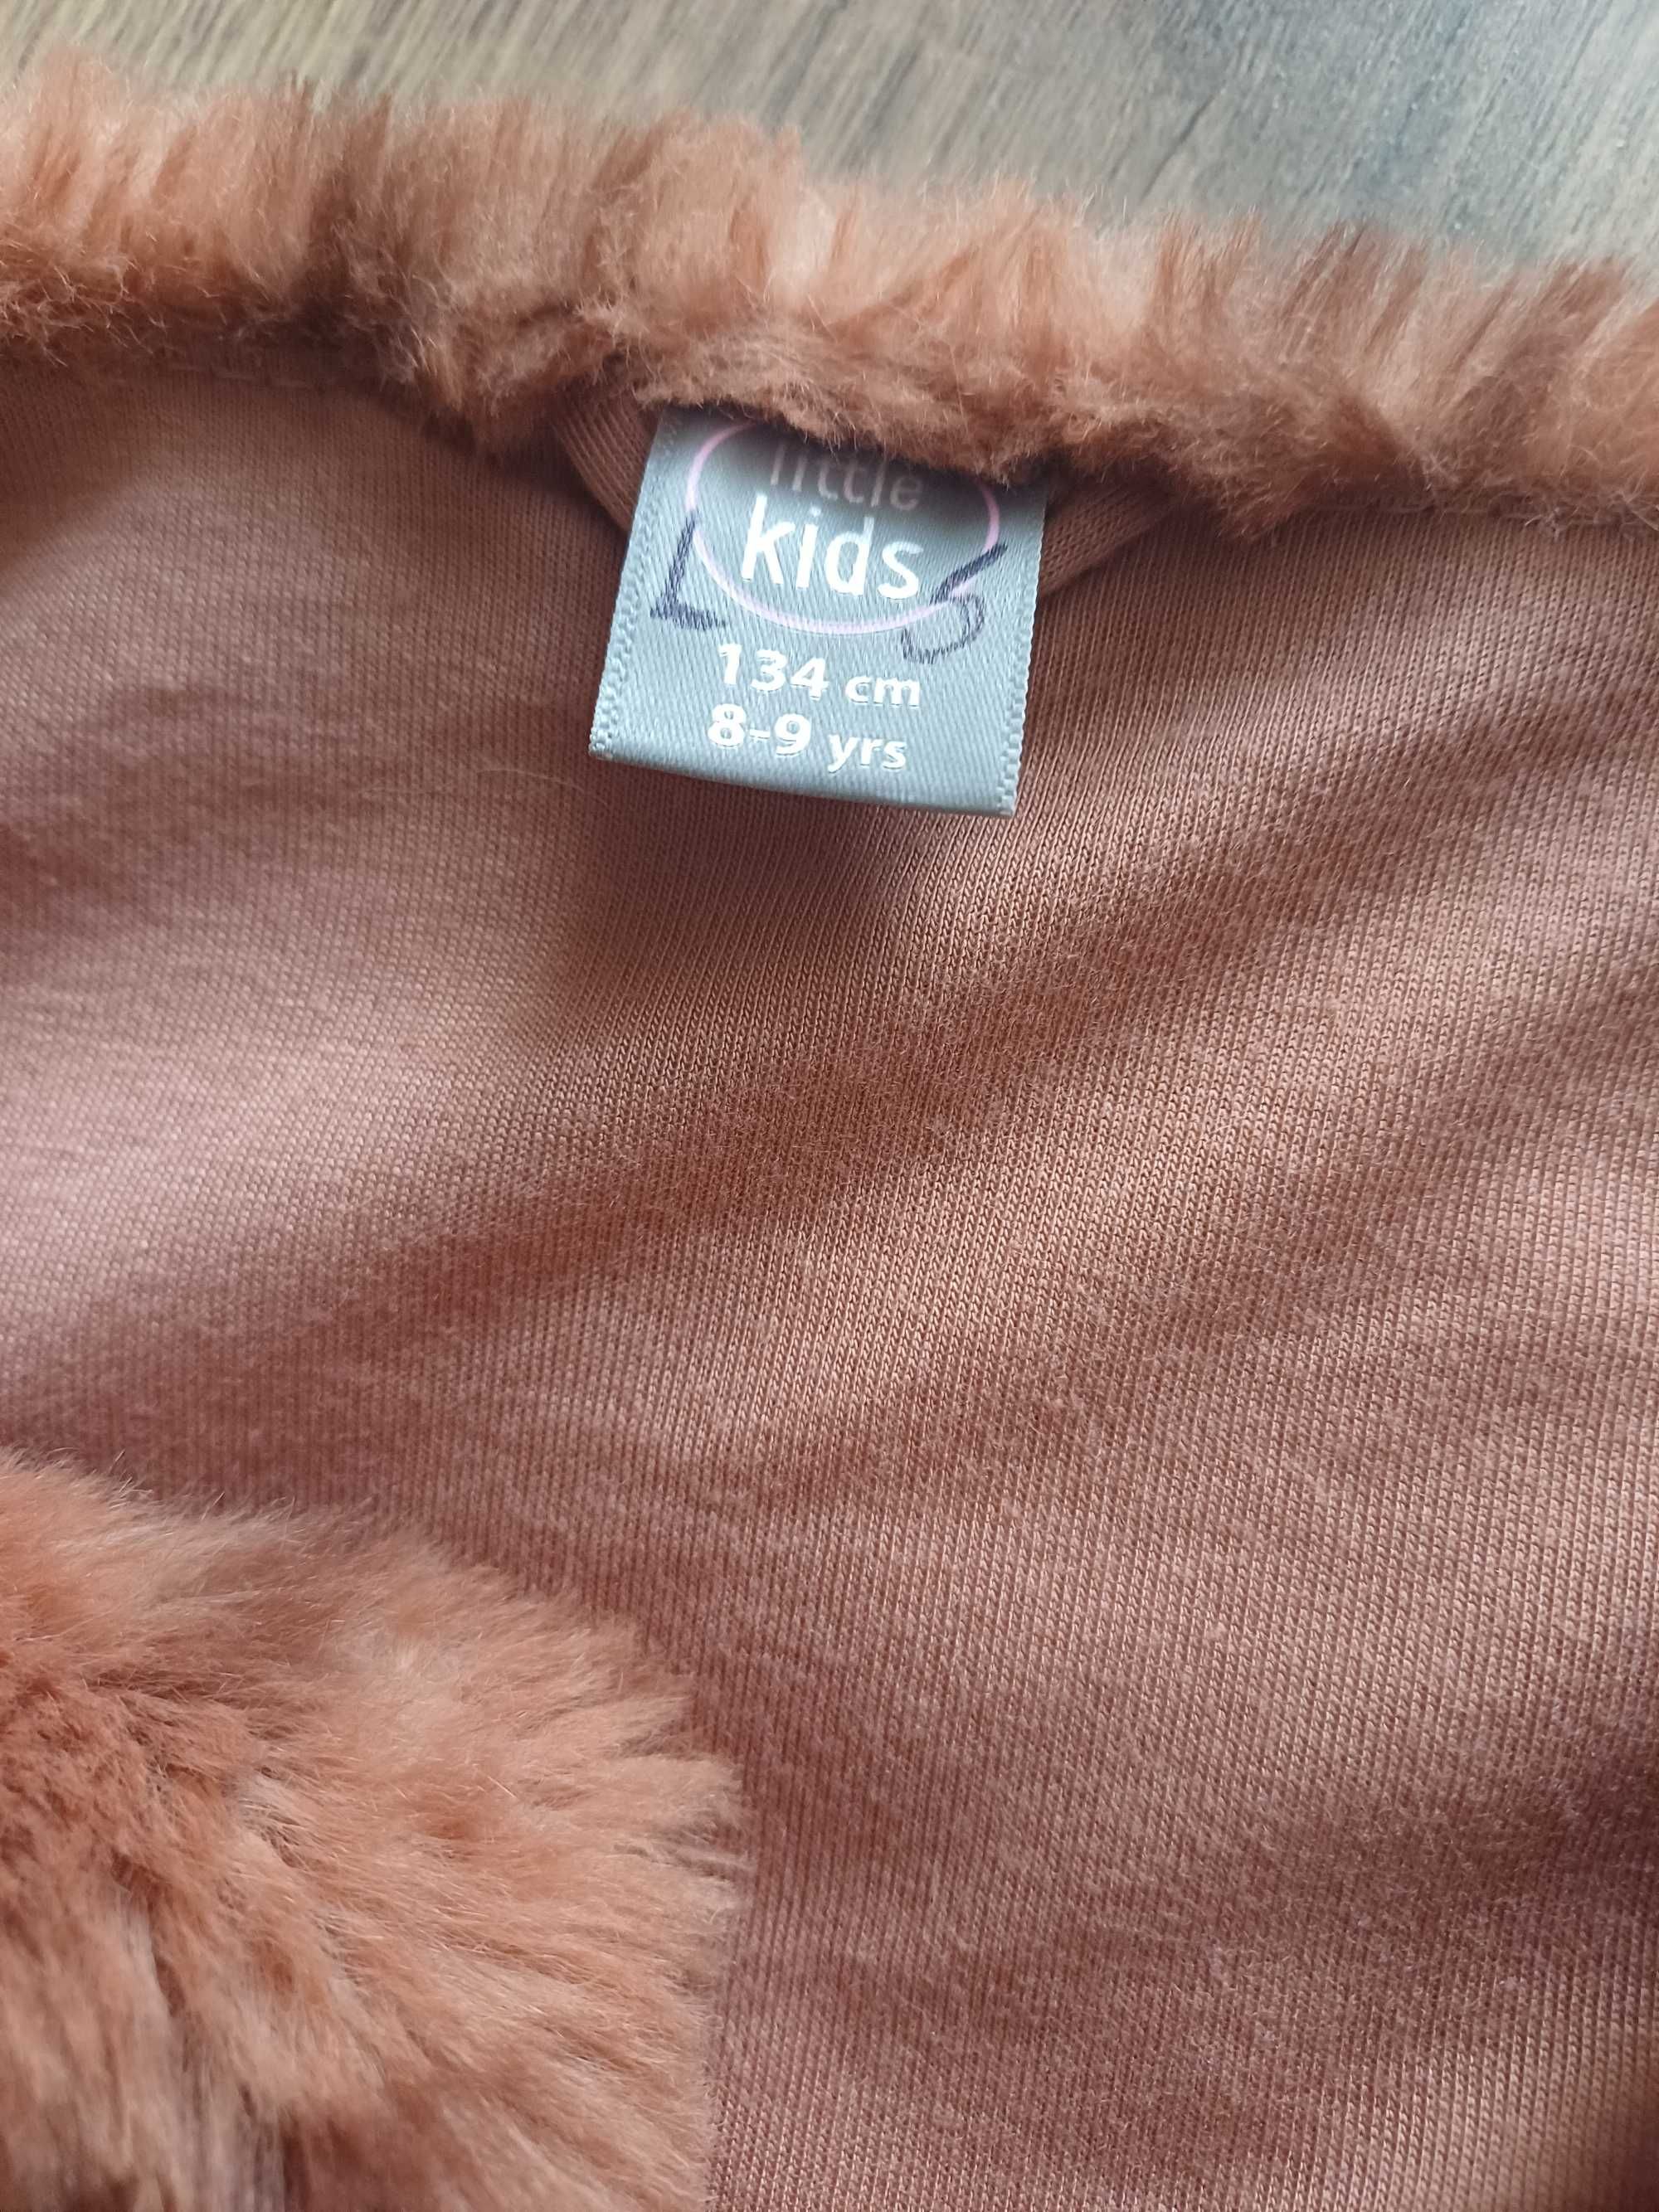 little
kids
L S
134 cm
8-9 yrs